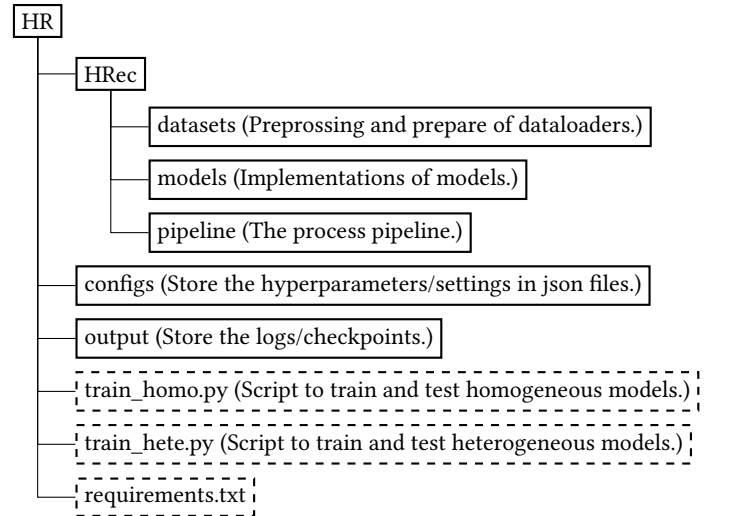 HR
HRec
datasets (Preprossing and prepare of dataloaders.)
models (Implementations of models.)
pipeline (The process pipeline.)
configs (Store the hyperparameters/settings in json files.)
output (Store the logs/checkpoints.)
train_homo.py (Script to train and test homogeneous models.)
train_hete.py (Script to train and test heterogeneous models.)
requirements.txt